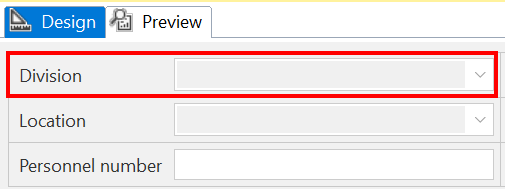 Design Preview
Division
Location
Personnel number